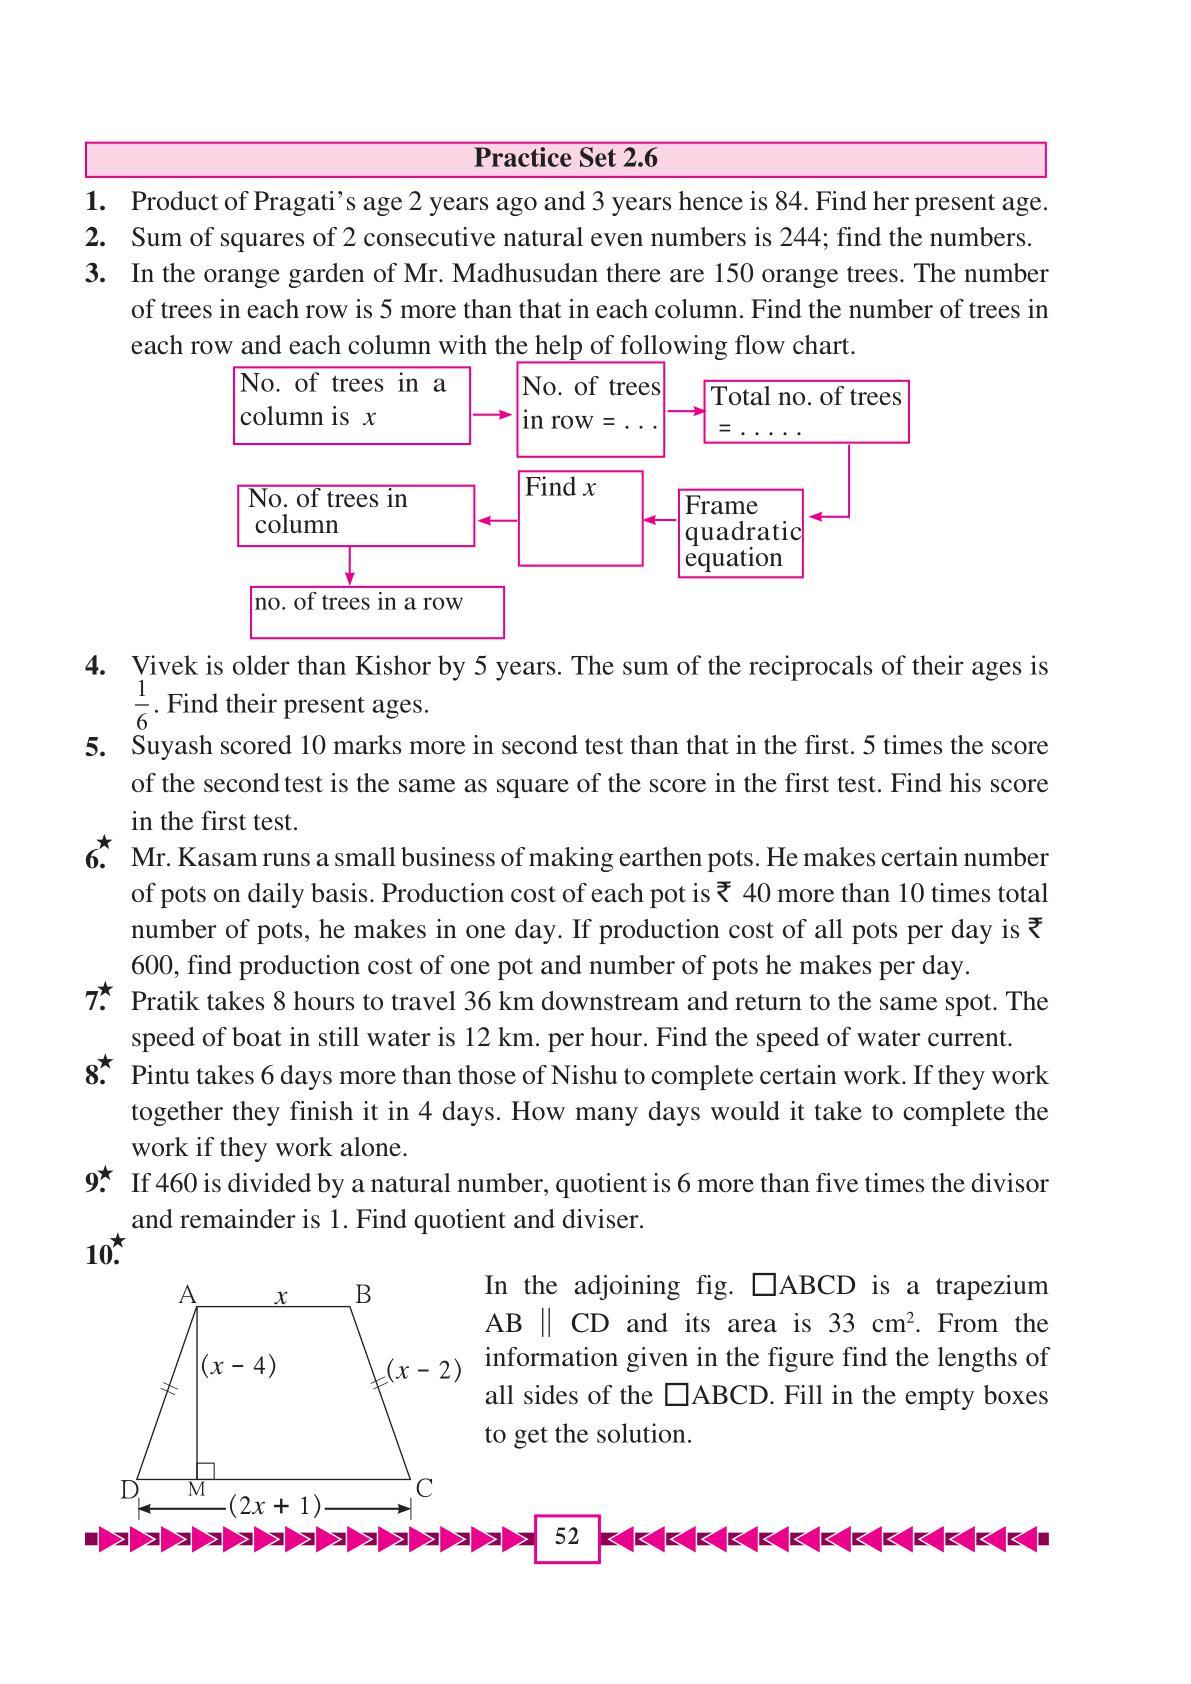 Practice Set 2.6
1. Product of Pragati's age 2 years ago and 3 years hence is 84. Find her present age.
2. Sum of squares of 2 consecutive natural even numbers is 244; find the numbers.
3. In the orange garden of Mr. Madhusudan there are 150 orange trees. The number
of trees in each row is 5 more than that in each column. Find the number of trees in
each row and each column with the help of following flow chart.
No. of trees in a
column is x
No. of trees
in row = . . .
Total no. of trees
= . . . . .
No. of trees in
column
Find x
Frame
quadratic
equation
no. of trees in a row
4. Vivek is older than Kishor by 5 years. The sum of the reciprocals of their ages is
1/6. Find their present ages.
5. Suyash scored 10 marks more in second test than that in the first. 5 times the score
of the second test is the same as square of the score in the first test. Find his score
in the first test.
6.★ Mr. Kasam runs a small business of making earthen pots. He makes certain number
of pots on daily basis. Production cost of each pot is ₹ 40 more than 10 times total
number of pots, he makes in one day. If production cost of all pots per day is ₹
600, find production cost of one pot and number of pots he makes per day.
7.★ Pratik takes 8 hours to travel 36 km downstream and return to the same spot. The
speed of boat in still water is 12 km. per hour. Find the speed of water current.
8.★ Pintu takes 6 days more than those of Nishu to complete certain work. If they work
together they finish it in 4 days. How many days would it take to complete the
work if they work alone.
9.★ If 460 is divided by a natural number, quotient is 6 more than five times the divisor
and remainder is 1. Find quotient and diviser.
10.★
A x B
(x − 4)
(x − 2)
D M C
(2x + 1)
In the adjoining fig. □ABCD is a trapezium
AB || CD and its area is 33 cm². From the
information given in the figure find the lengths of
all sides of the □ABCD. Fill in the empty boxes
to get the solution.
52